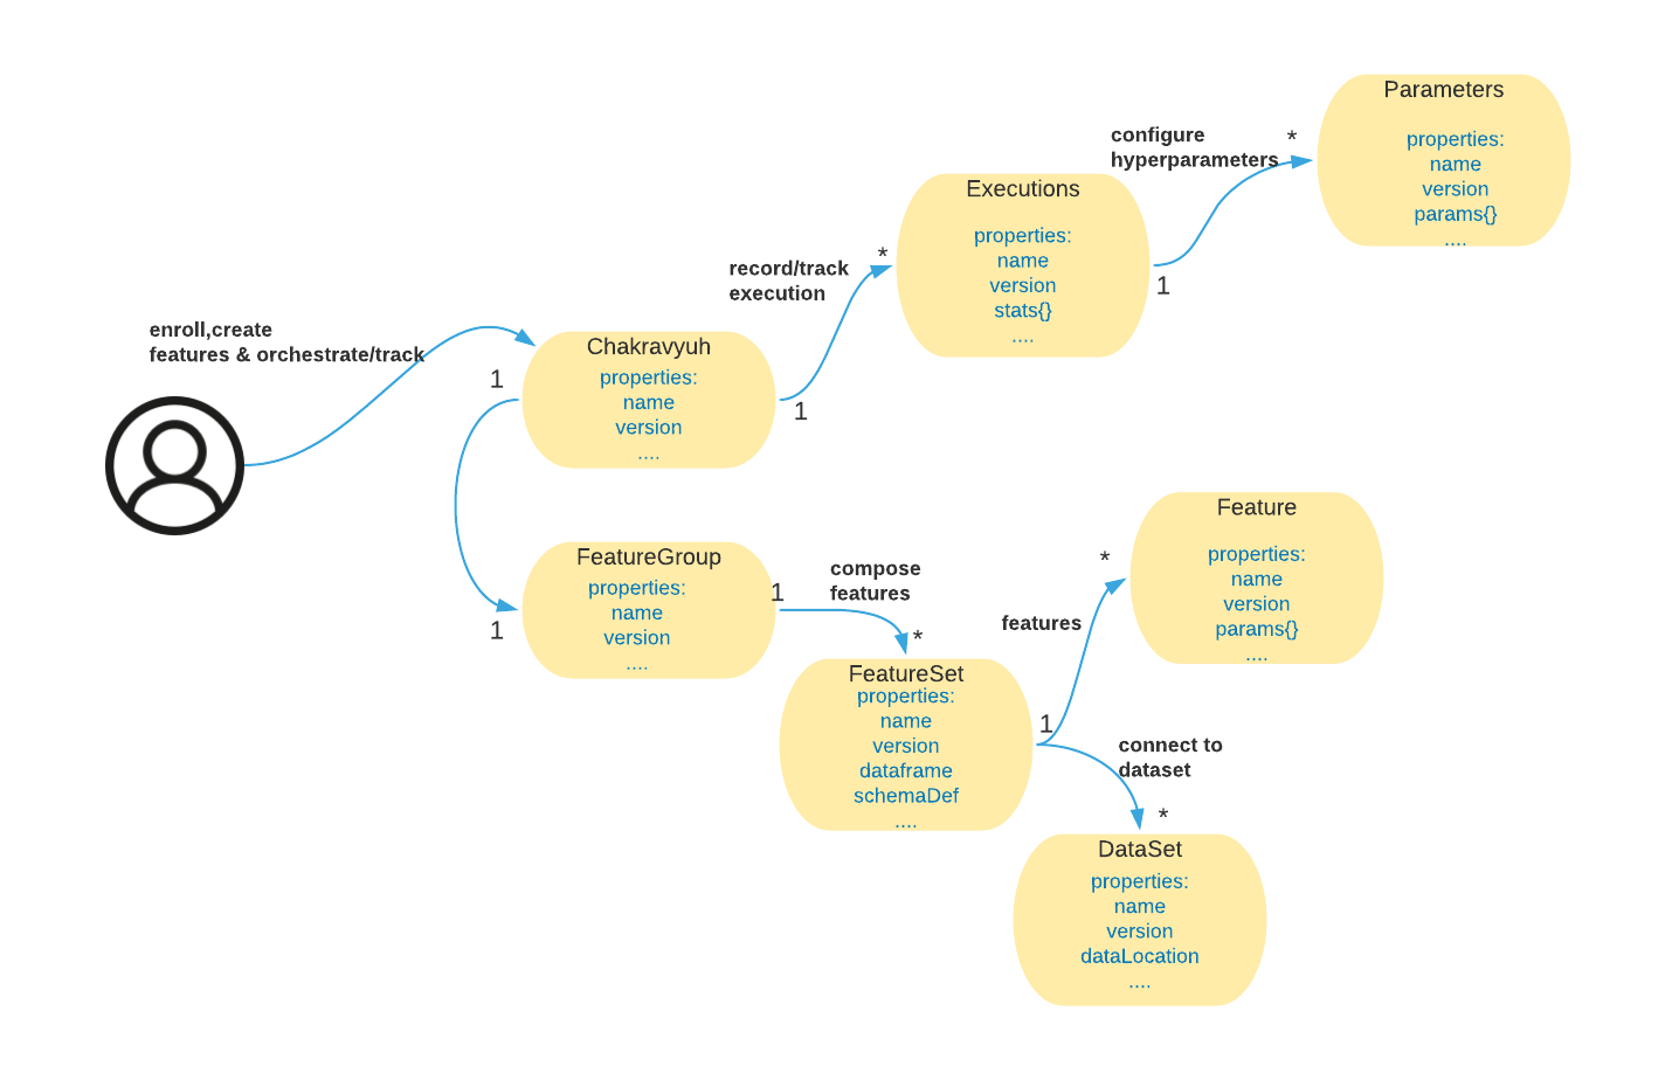 enroll,create
features & orchestrate/track
Chakravyuh
properties:
name
version
....
1
1
record/track
execution
1
*
Executions
properties:
name
version
stats{}
....
configure
hyperparameters
1
*
Parameters
properties:
name
version
params{}
....
FeatureGroup
properties:
name
version
....
1
compose
features
*
FeatureSet
properties:
name
version
dataframe
schemaDef
....
1
features
*
Feature
properties:
name
version
params{}
....
connect to
dataset
*
DataSet
properties:
name
version
dataLocation
....